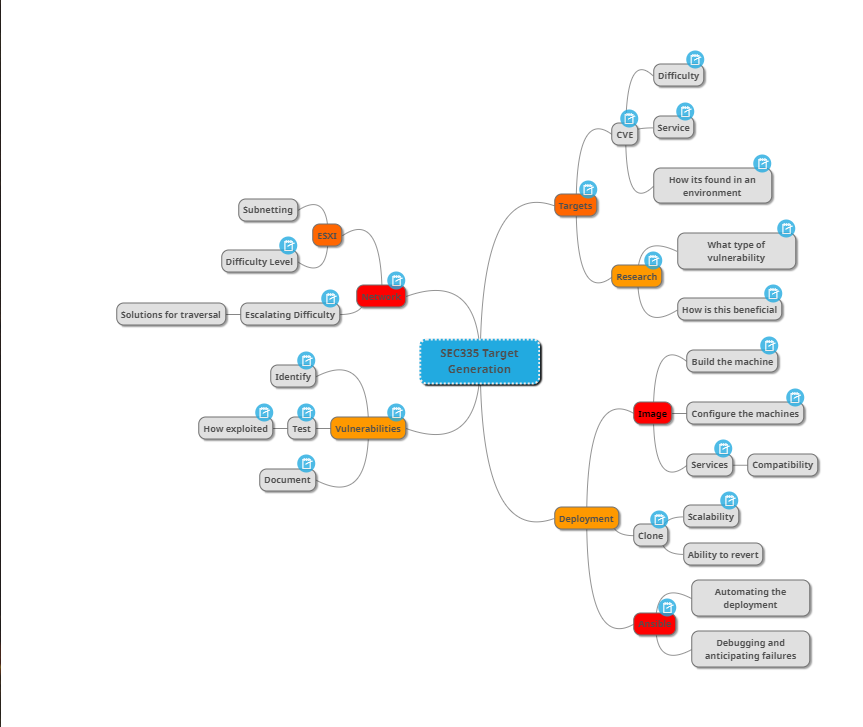 SEC335 Target
Generation
Targets
CVE
Difficulty
Service
How its found in an
environment
Research
What type of
vulnerability
How is this beneficial
Deployment
Image
Build the machine
Configure the machines
Services
Compatibility
Clone
Scalability
Ability to revert
Automating the
deployment
Debugging and
anticipating failures
ESXI
Subnetting
Difficulty Level
Escalating Difficulty
Solutions for traversal
Vulnerabilities
Identify
Test
How exploited
Document